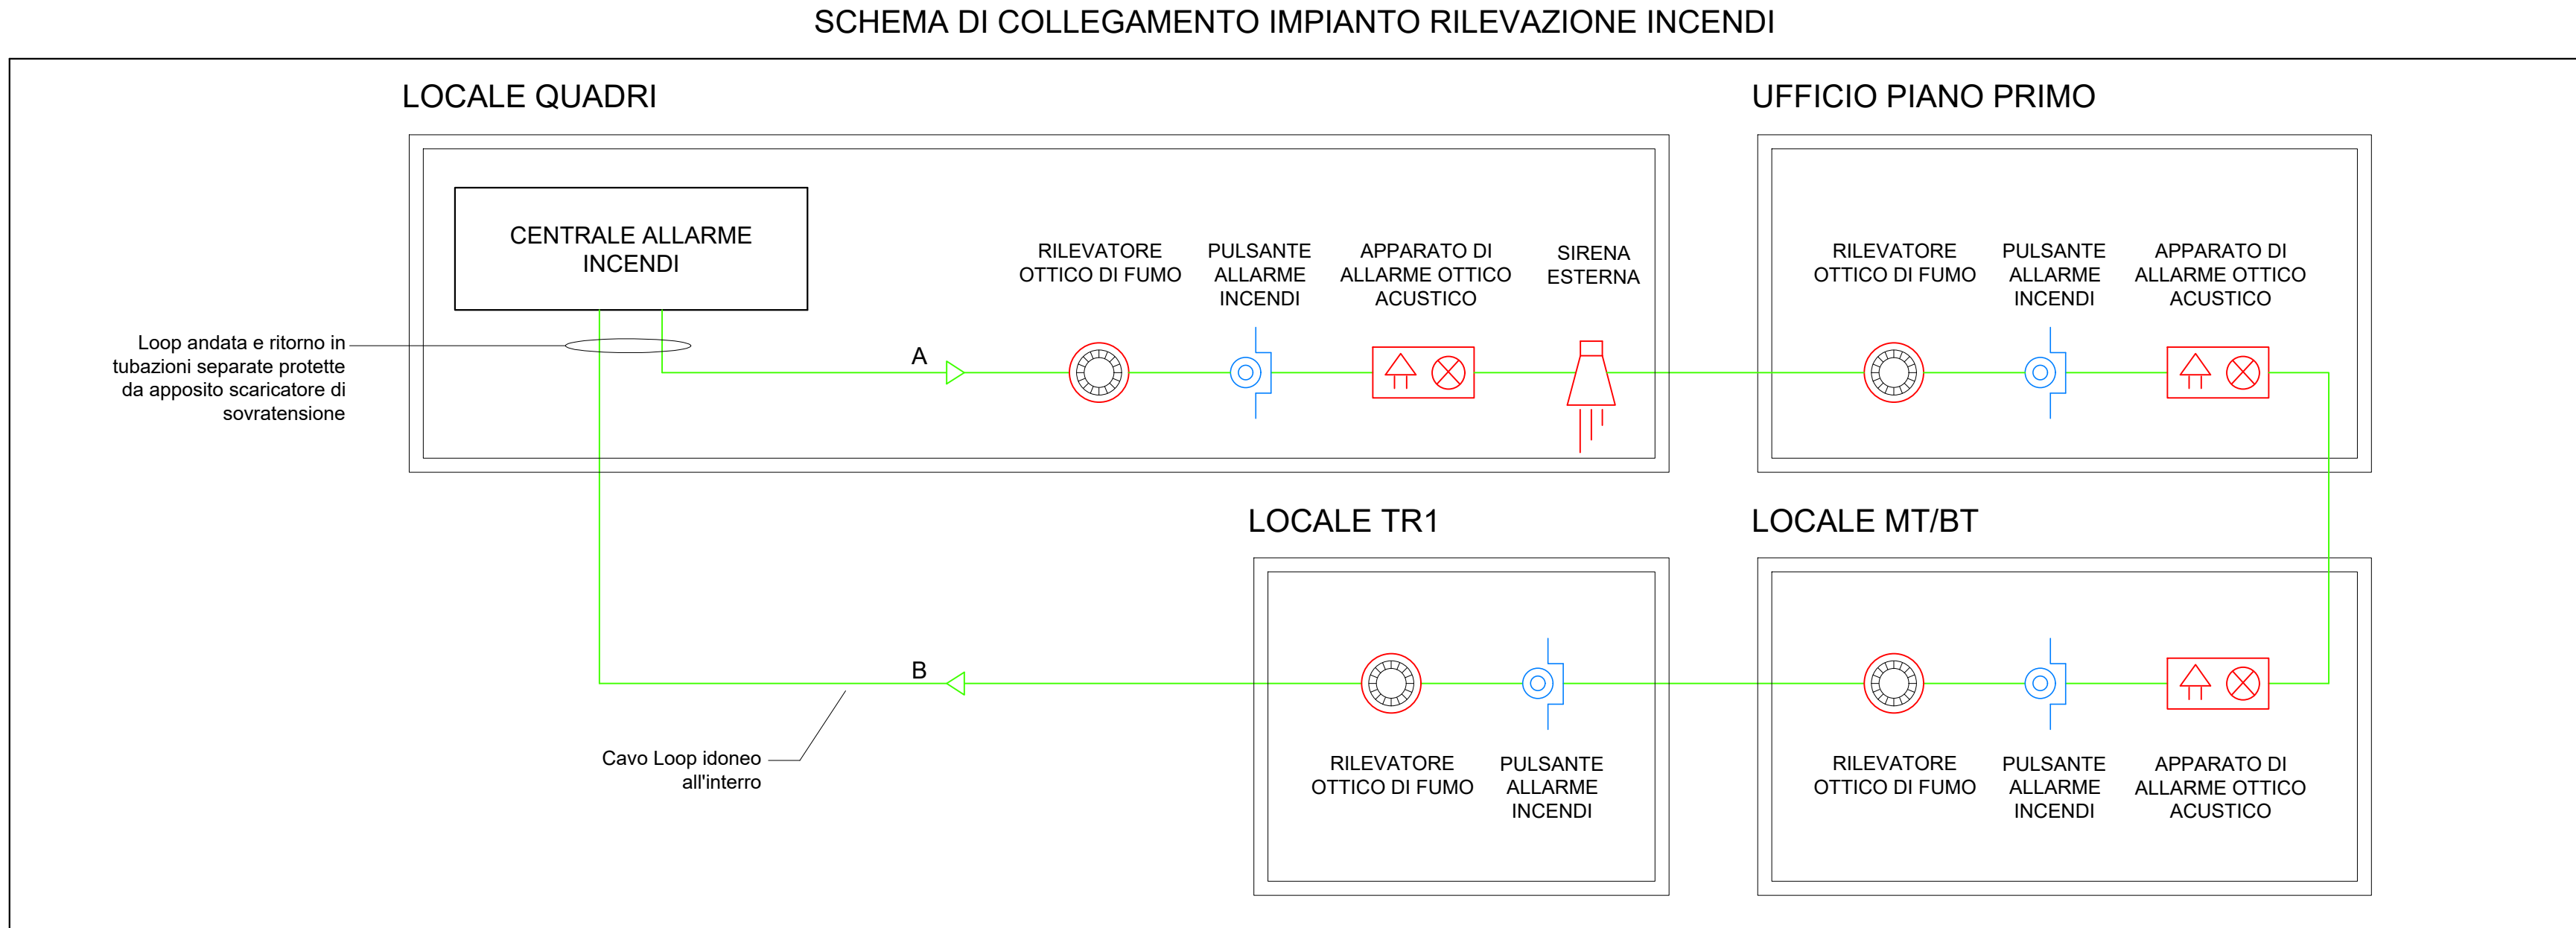 SCHEMA DI COLLEGAMENTO IMPIANTO RILEVAZIONE INCENDI
LOCALE QUADRI
CENTRALE ALLARME
INCENDI
Loop andata e ritorno in
tubazioni separate protette
da apposito scaricatore di
sovratensione
A
RILEVATORE
OTTICO DI FUMO
PULSANTE
ALLARME
INCENDI
APPARATO DI
ALLARME OTTICO
ACUSTICO
SIRENA
ESTERNA
UFFICIO PIANO PRIMO
RILEVATORE
OTTICO DI FUMO
PULSANTE
ALLARME
INCENDI
APPARATO DI
ALLARME OTTICO
ACUSTICO
B
Cavo Loop idoneo
all'interro
LOCALE TR1
RILEVATORE
OTTICO DI FUMO
PULSANTE
ALLARME
INCENDI
LOCALE MT/BT
RILEVATORE
OTTICO DI FUMO
PULSANTE
ALLARME
INCENDI
APPARATO DI
ALLARME OTTICO
ACUSTICO